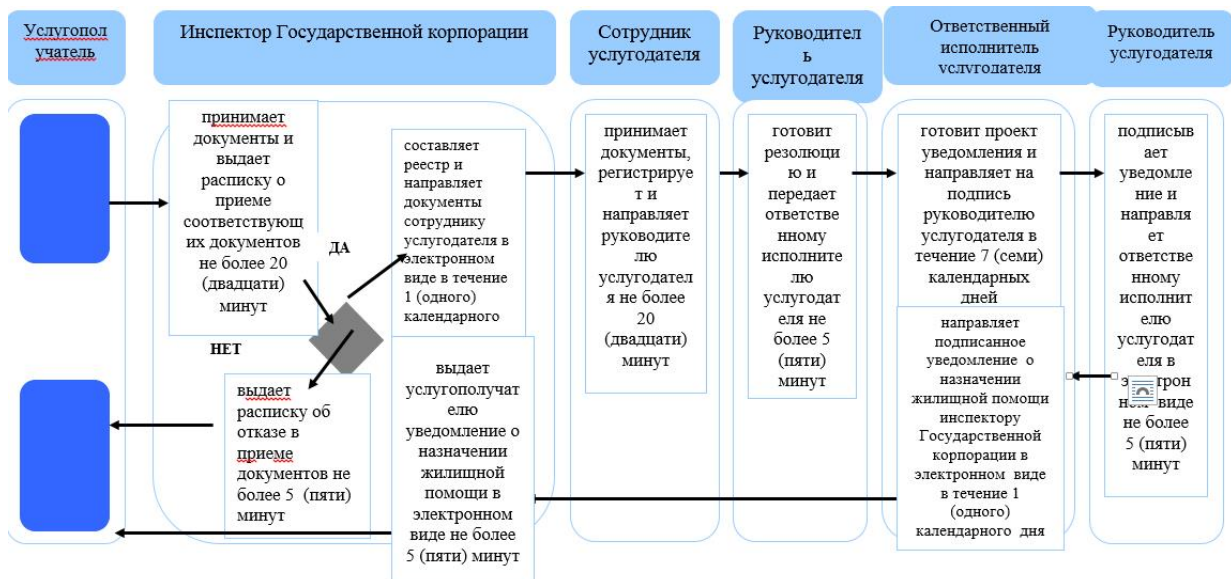 Услугопол
учатель
Инспектор Государственной корпорации
Сотрудник
услугодателя
Руководител
ь
услугодателя
Ответственный
исполнитель
услугодателя
Руководитель
услугодателя
принимает
документы и
выдает
расписку о
приеме
соответствующ
их документов
не более 20
(двадцати)
минут
ДА
НЕТ
составляет
реестр и
направляет
документы
сотруднику
услугодателя в
электронном
виде в течение
1 (одного)
календарного
принимает
документы,
регистрируе
т и
направляет
руководите
лю
услугодател
я не более
20
(двадцати)
минут
готовит
резолюци
ю и
передает
ответстве
нному
исполните
лю
услугодат
еля не
более 5
(пяти)
минут
готовит проект
уведомления и
направляет на
подпись
руководителю
услугодателя в
течение 7 (семи)
календарных
дней
подписыв
ает
уведомле
ние и
направля
ет
ответстве
нному
исполнит
елю
услугодат
еля в
электрон
ном виде
не более
5 (пяти)
минут
выдает
расписку об
отказе в
приеме
документов не
более 5 (пяти)
минут
выдает
услугополучат
елю
уведомление о
назначении
жилищной
помощи в
электронном
виде не более
5 (пяти) минут
направляет
подписанное
уведомление о
назначении
жилищной помощи
инспектору
Государственной
корпорации в
электронном виде
в течение 1
(одного)
календарного дня